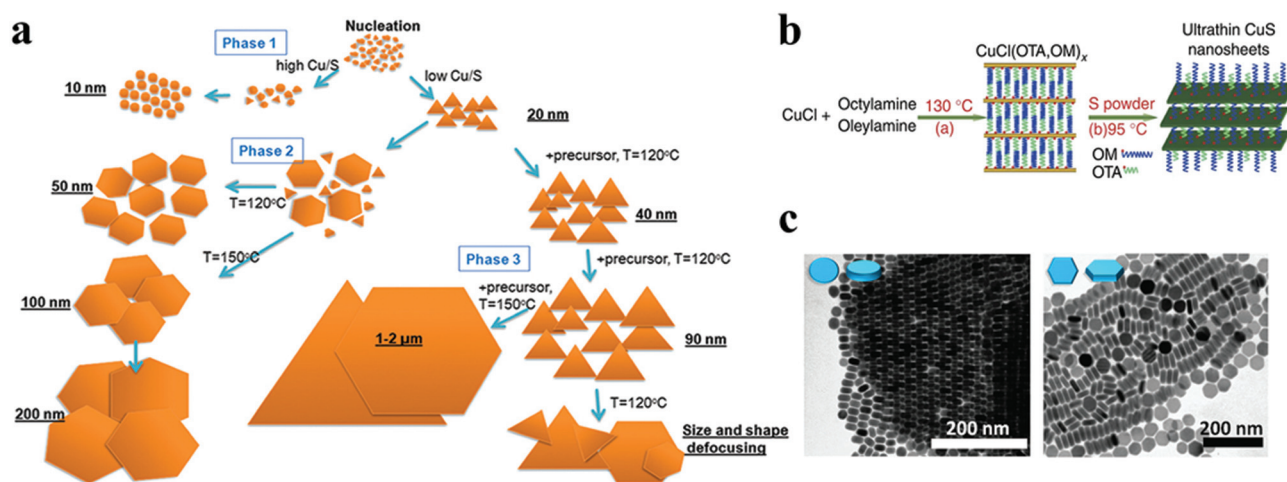 a
Nucleation
Phase 1
high Cu/S
low Cu/S
10 nm
20 nm
Phase 2
+precursor, T=120°C
50 nm
T=120°C
40 nm
T=150°C
Phase 3
+precursor, T=120°C
100 nm
+precursor,
T=150°C
1-2 µm
90 nm
T=120°C
200 nm
Size and shape
defocusing
b
CuCl(OTA,OM)x
Ultrathin CuS
nanosheets
CuCl +
Octylamine
Oleylamine
130 °C
(a)
S powder
(b)95 °C
OM
OTA
c
200 nm
200 nm